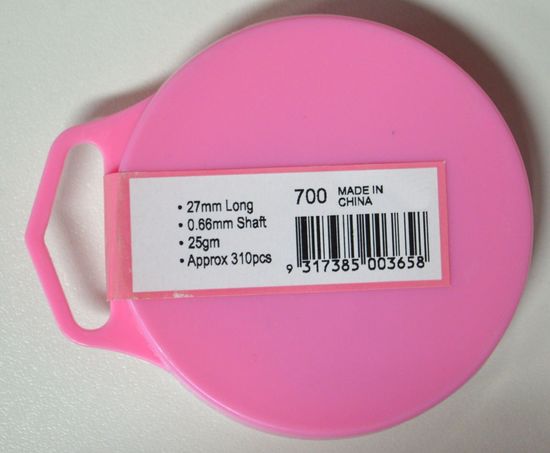 • 27mm Long
• 0.66mm Shaft
• 25gm
• Approx 310pcs
700 MADE IN
CHINA
9 317385 003658